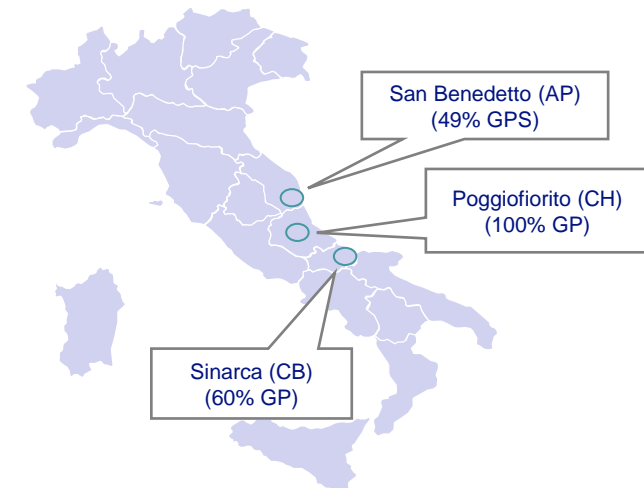 San Benedetto (AP)
(49% GPS)
Poggiofiorito (CH)
(100% GP)
Sinarca (CB)
(60% GP)